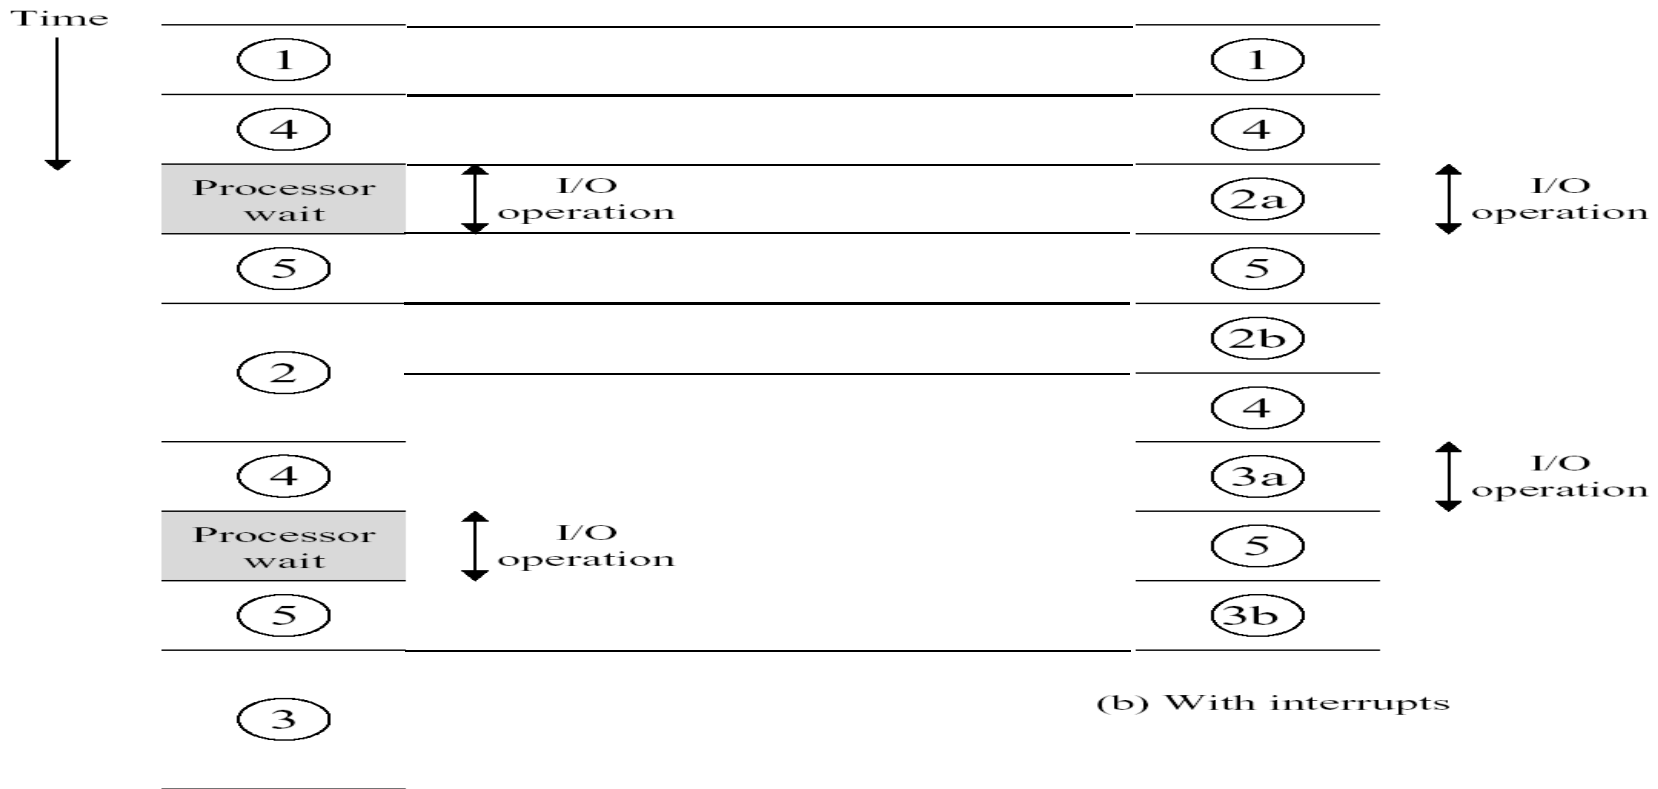 Time
1
4
Processor
wait
I/O
operation
5
2
4
Processor
wait
I/O
operation
5
3
1
4
2a
I/O
operation
5
2b
4
3a
I/O
operation
5
3b
(b) With interrupts